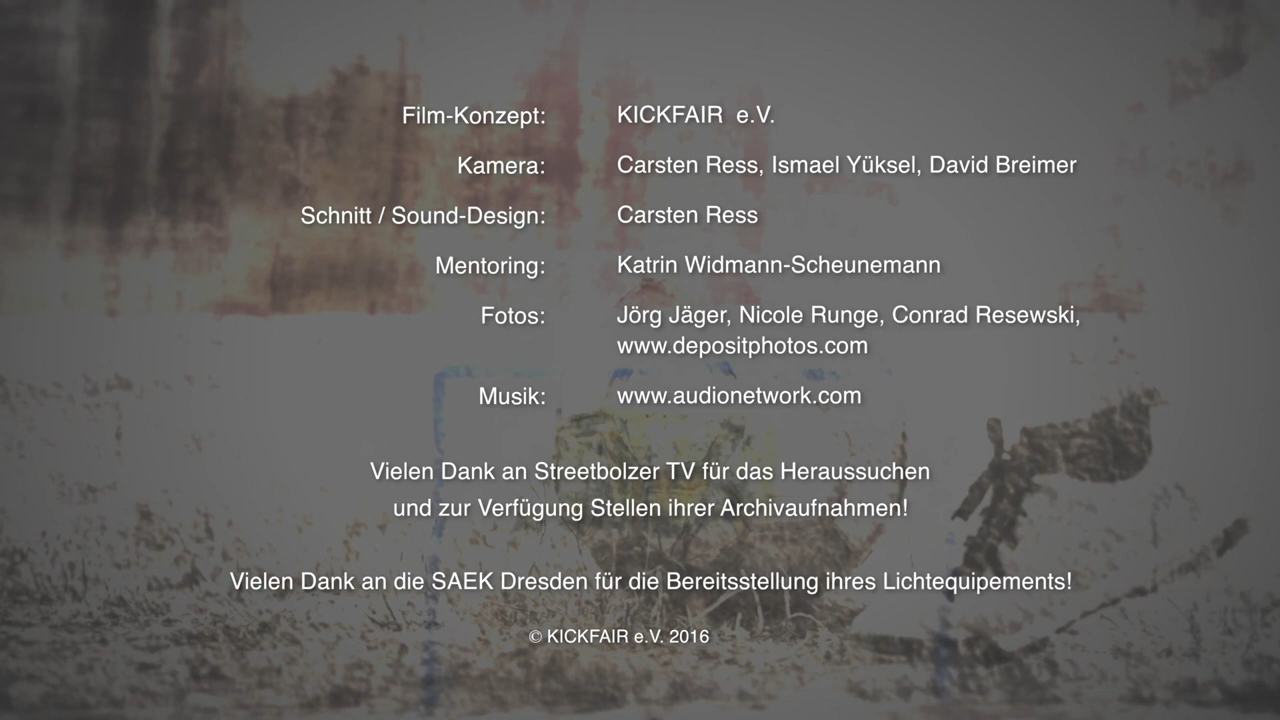 Film-Konzept: KICKFAIR e.V.
Kamera: Carsten Ress, Ismael Yüksel, David Breimer
Schnitt / Sound-Design: Carsten Ress
Mentoring: Katrin Widmann-Scheunemann
Fotos: Jörg Jäger, Nicole Runge, Conrad Resewski,
www.depositphotos.com
Musik: www.audionetwork.com
Vielen Dank an Streetbolzer TV für das Heraussuchen
und zur Verfügung Stellen ihrer Archivaufnahmen!
Vielen Dank an die SAEK Dresden für die Bereitsstellung ihres Lichtequipements!
© KICKFAIR e.V. 2016